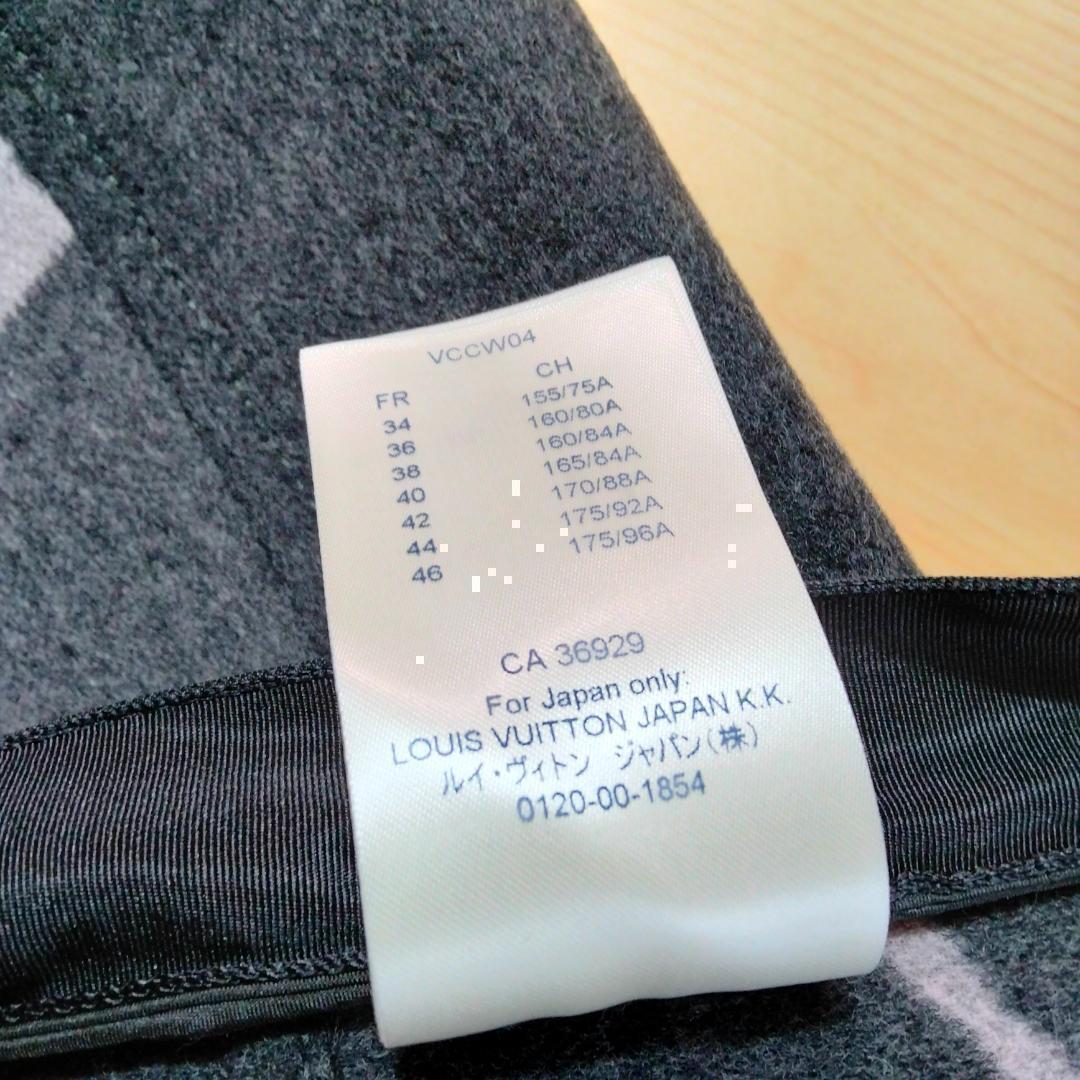 VCCW04
FR CH
34 155/75A
36 160/80A
38 160/84A
40 165/84A
42 170/88A
44 175/92A
46 175/96A
CA 36929
For Japan only:
LOUIS VUITTON JAPAN K.K.
ルイ・ヴィトン ジャパン(株)
0120-00-1854